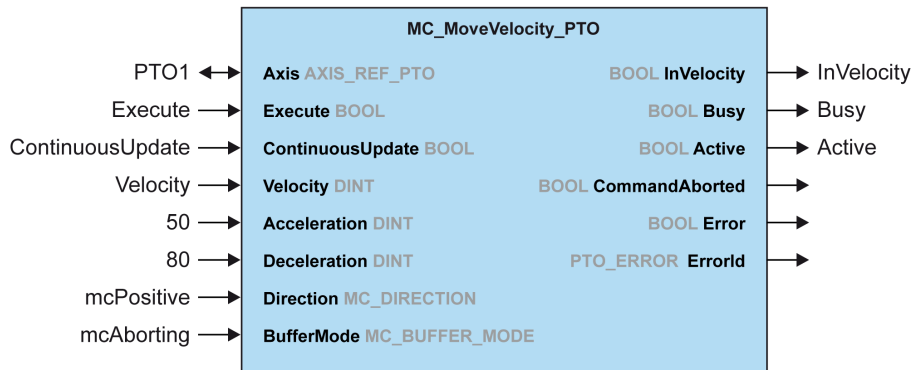 MC_MoveVelocity_PTO
PTO1 Axis AXIS_REF_PTO BOOL InVelocity InVelocity
Execute Execute BOOL BOOL Busy Busy
ContinuousUpdate ContinuousUpdate BOOL BOOL Active Active
Velocity Velocity DINT BOOL CommandAborted
50 Acceleration DINT BOOL Error
80 Deceleration DINT PTO_ERROR ErrorId
mcPositive Direction MC_DIRECTION
mcAborting BufferMode MC_BUFFER_MODE